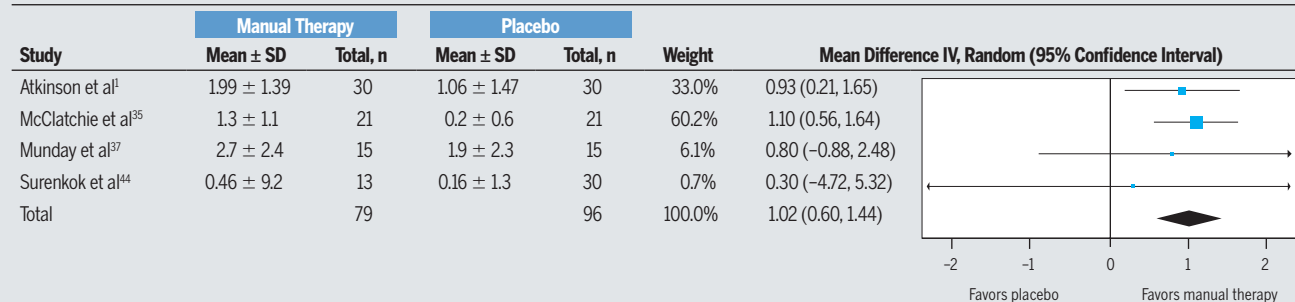 Manual Therapy Placebo
Study Mean ± SD Total, n Mean ± SD Total, n Weight Mean Difference IV, Random (95% Confidence Interval)
Atkinson et al¹ 1.99 ± 1.39 30 1.06 ± 1.47 30 33.0% 0.93 (0.21, 1.65)
McClatchie et al³⁵ 1.3 ± 1.1 21 0.2 ± 0.6 21 60.2% 1.10 (0.56, 1.64)
Munday et al³⁷ 2.7 ± 2.4 15 1.9 ± 2.3 15 6.1% 0.80 (–0.88, 2.48)
Surenkok et al⁴⁴ 0.46 ± 9.2 13 0.16 ± 1.3 30 0.7% 0.30 (–4.72, 5.32)
Total 79 96 100.0% 1.02 (0.60, 1.44)
–2 –1 0 1 2
Favors placebo Favors manual therapy